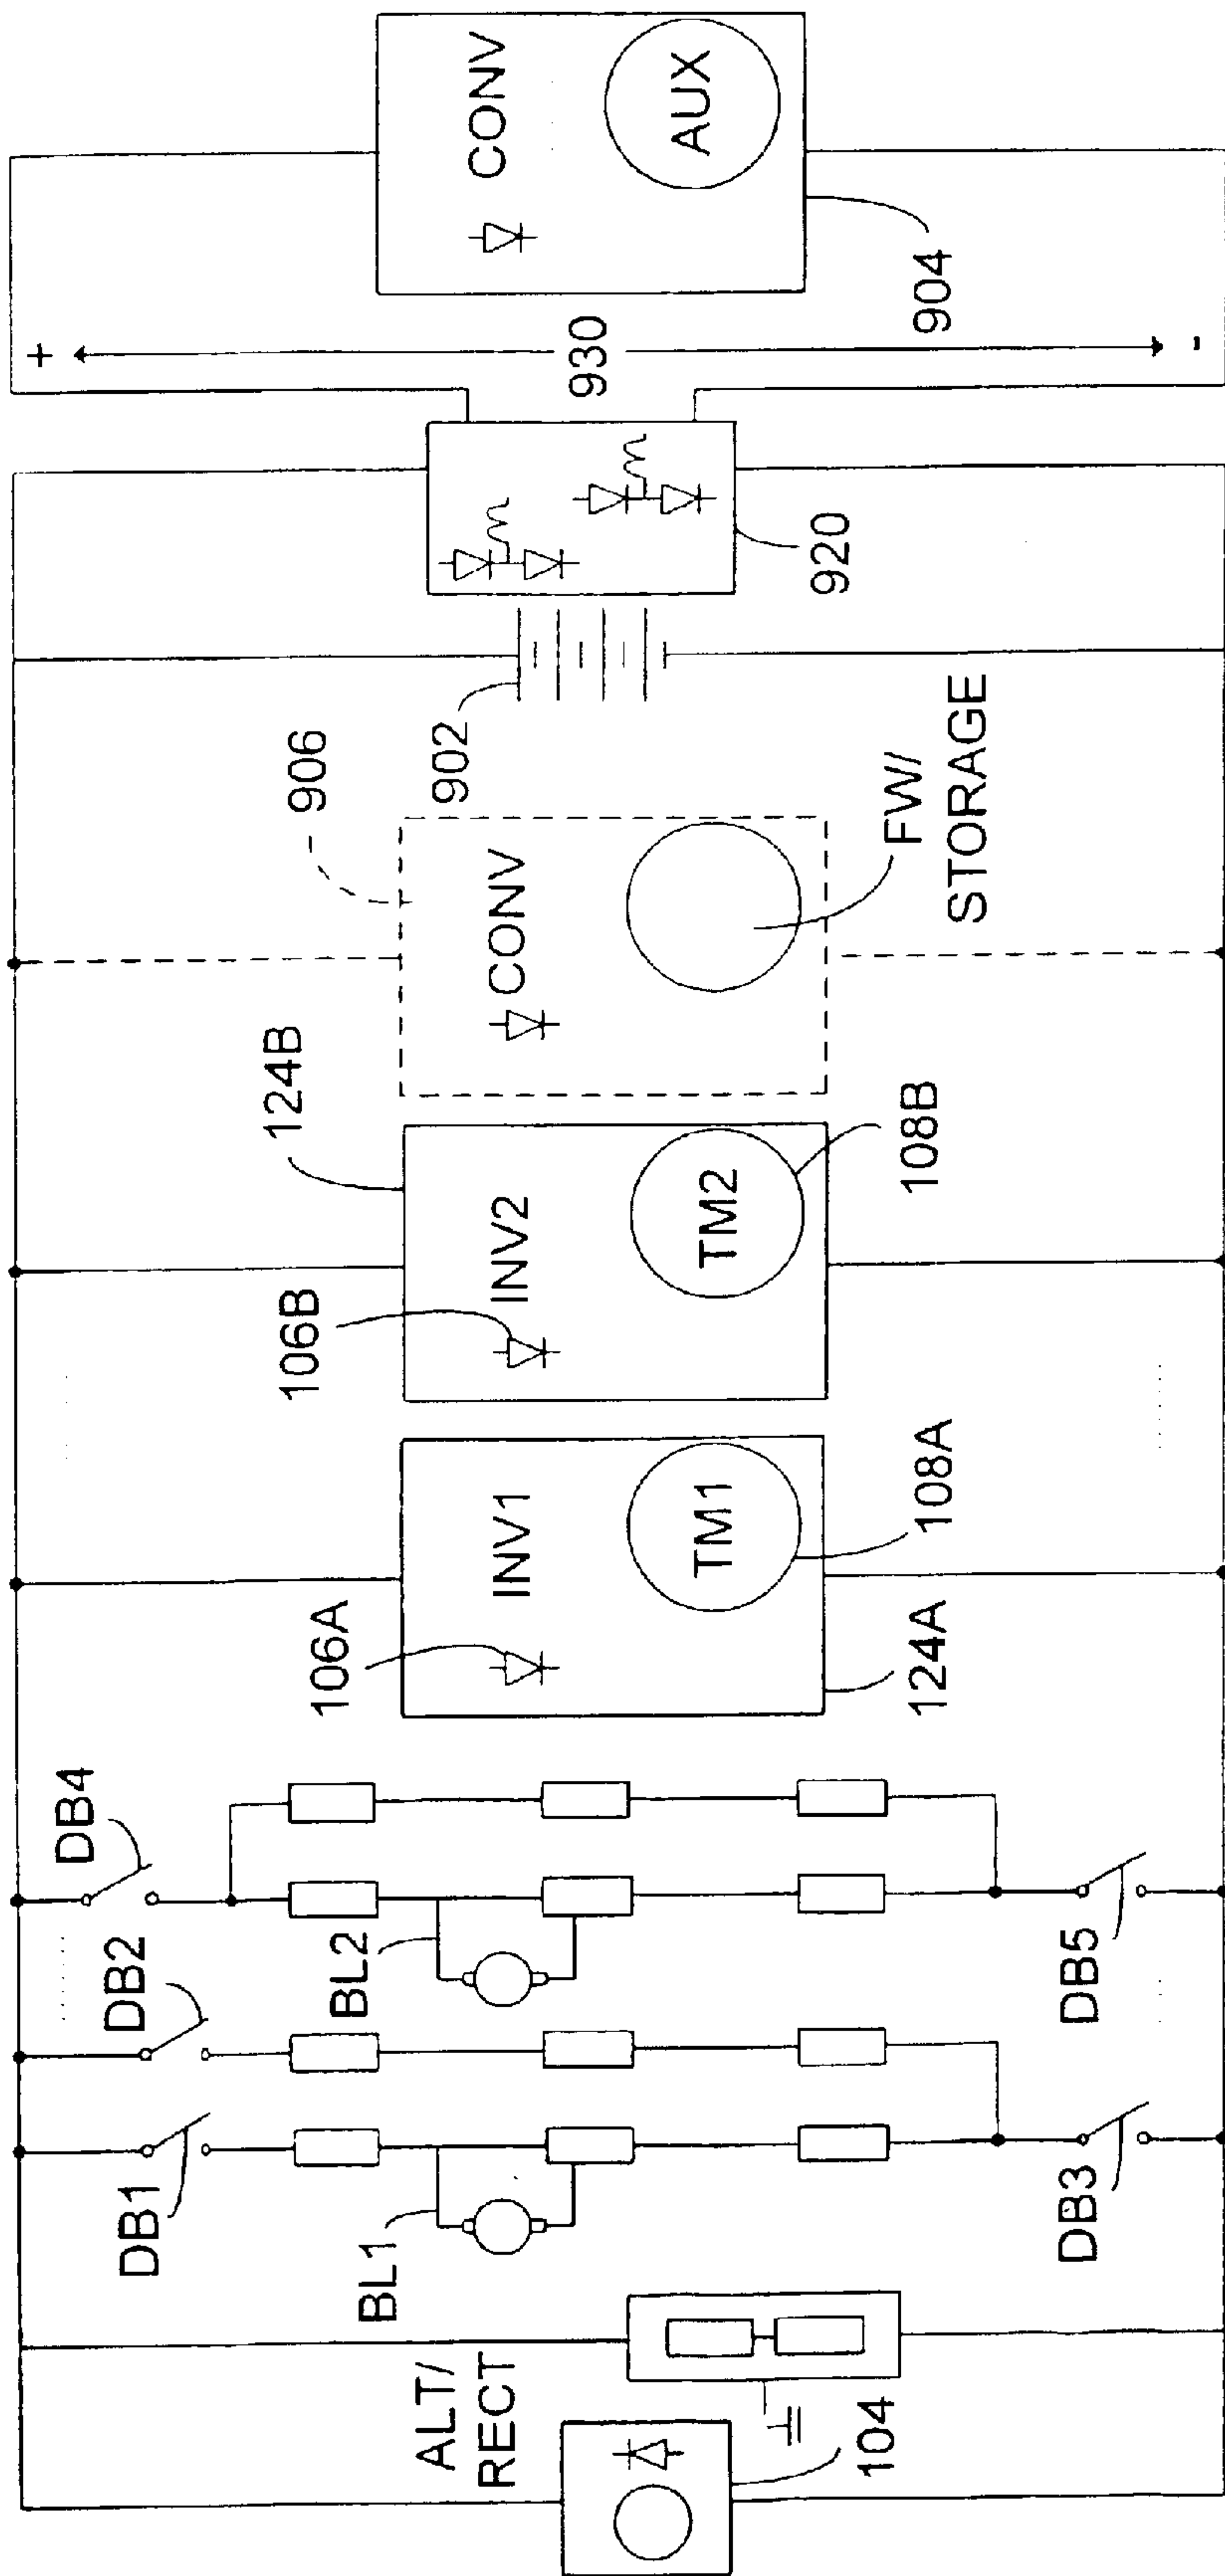 ALT/
RECT
104
DB1
BL1
DB3
DB2
BL2
DB4
DB5
106A
INV1
TM1
108A
124A
106B
124B
INV2
TM2
108B
906
CONV
FW/
STORAGE
902
920
+
930
-
CONV
AUX
904